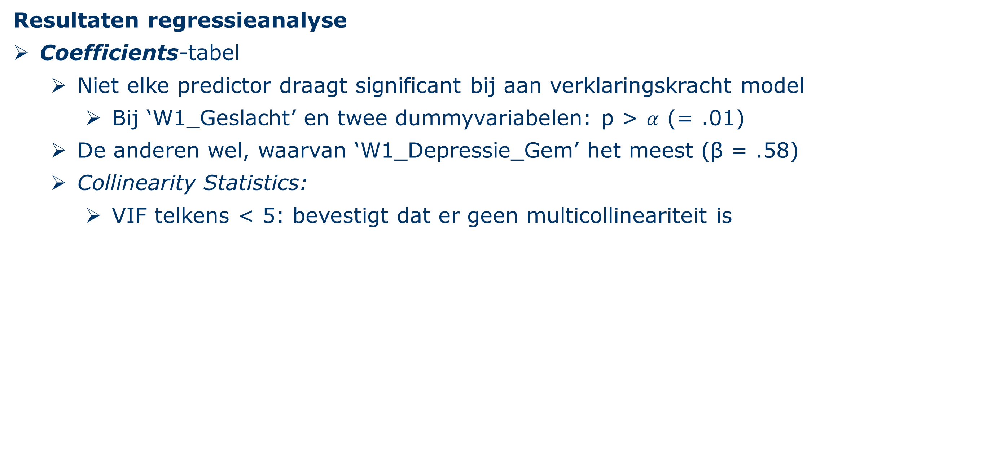 Resultaten regressieanalyse
➢ Coefficients-tabel
➢ Niet elke predictor draagt significant bij aan verklaringskracht model
➢ Bij ‘W1_Geslacht’ en twee dummyvariabelen: p > 𝛼 (= .01)
➢ De anderen wel, waarvan ‘W1_Depressie_Gem’ het meest (β = .58)
➢ Collinearity Statistics:
➢ VIF telkens < 5: bevestigt dat er geen multicollineariteit is